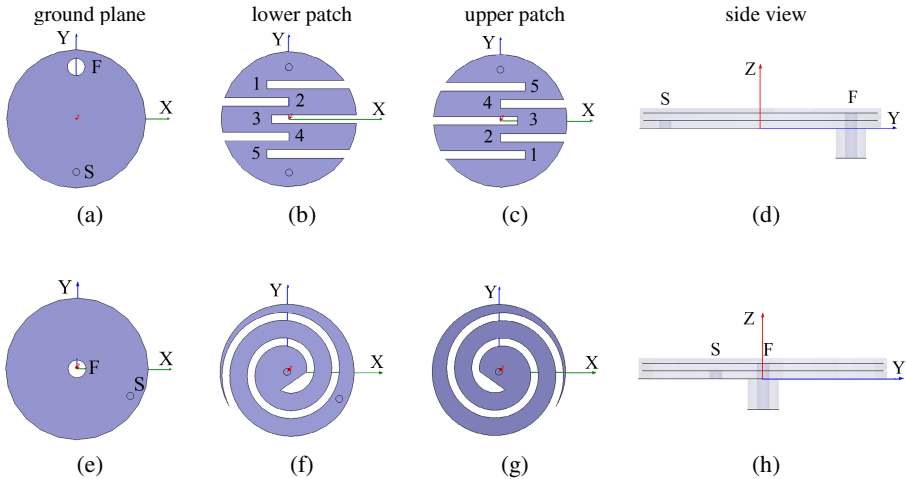 ground plane lower patch upper patch side view
Y F X S
Y 1 2 3 4 5 X
Y 5 4 3 2 1 X
Z S F Y
(a) (b) (c) (d)
Y F X S
Y X
Y X
Z S F Y
(e) (f) (g) (h)